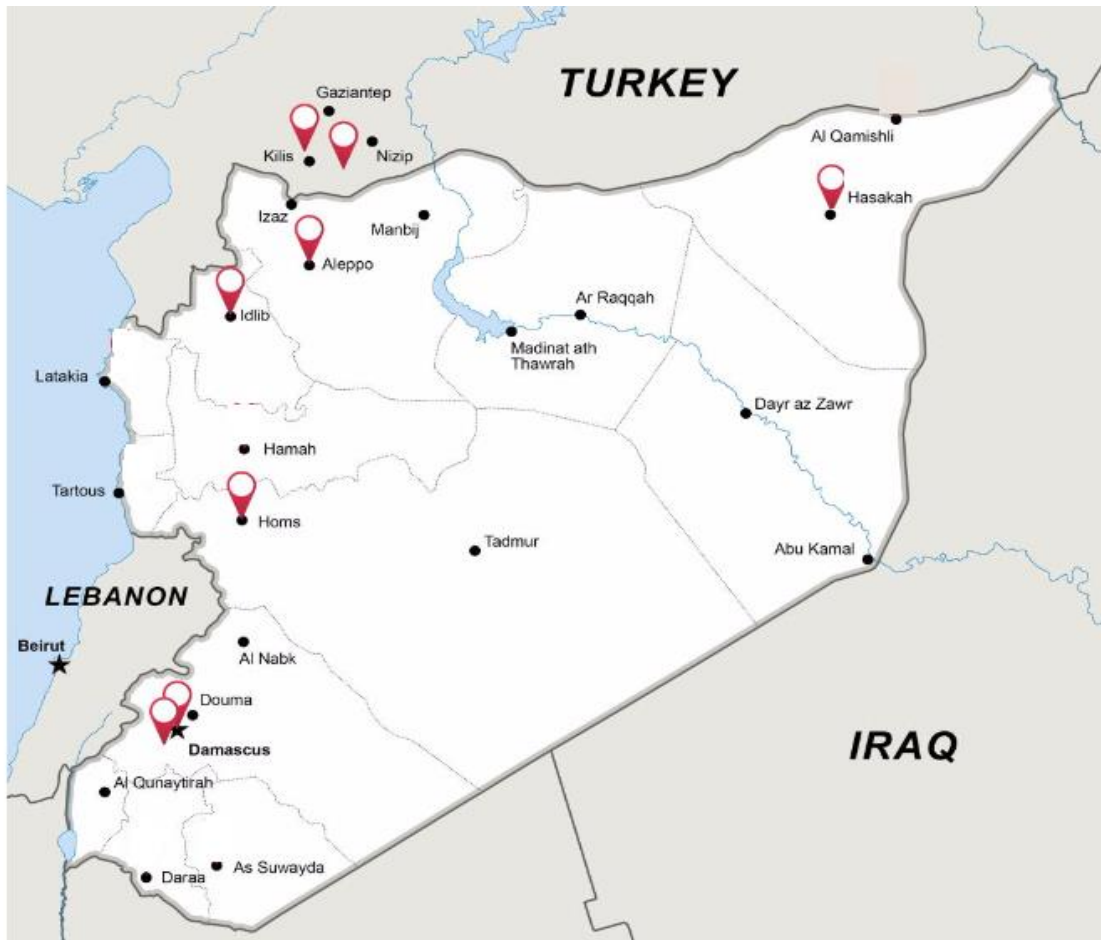 TURKEY
Gaziantep
Kilis
Nizip
Al Qamishli
Hasakah
Izaz
Manbij
Aleppo
Idlib
Ar Raqqah
Madinat ath
Thawrah
Latakia
Dayr az Zawr
Hamah
Tartous
Homs
Tadmur
Abu Kamal
LEBANON
Beirut
Al Nabk
Douma
Damascus
IRAQ
Al Qunaytirah
As Suwayda
Daraa